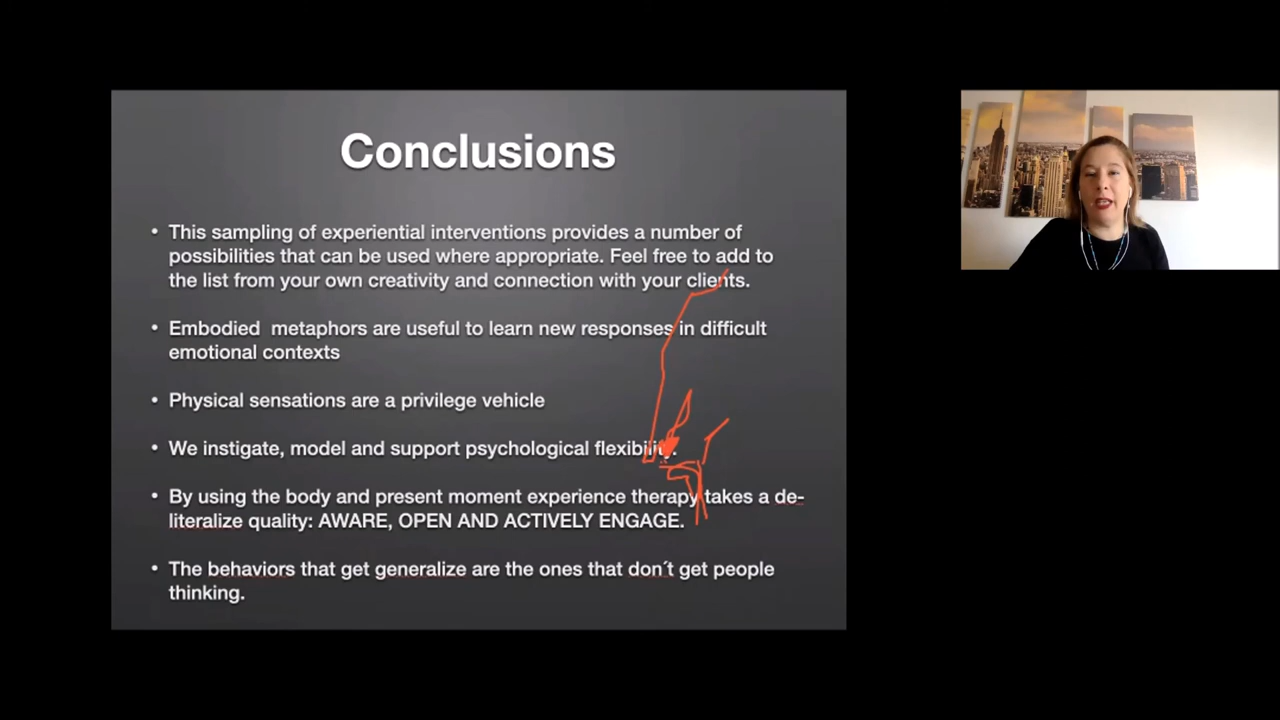 Conclusions
• This sampling of experiential interventions provides a number of
possibilities that can be used where appropriate. Feel free to add to
the list from your own creativity and connection with your clients.
• Embodied  metaphors are useful to learn new responses in difficult
emotional contexts
• Physical sensations are a privilege vehicle
• We instigate, model and support psychological flexibility.
• By using the body and present moment experience therapy takes a de-
literalize quality: AWARE, OPEN AND ACTIVELY ENGAGE.
• The behaviors that get generalize are the ones that don´t get people
thinking.